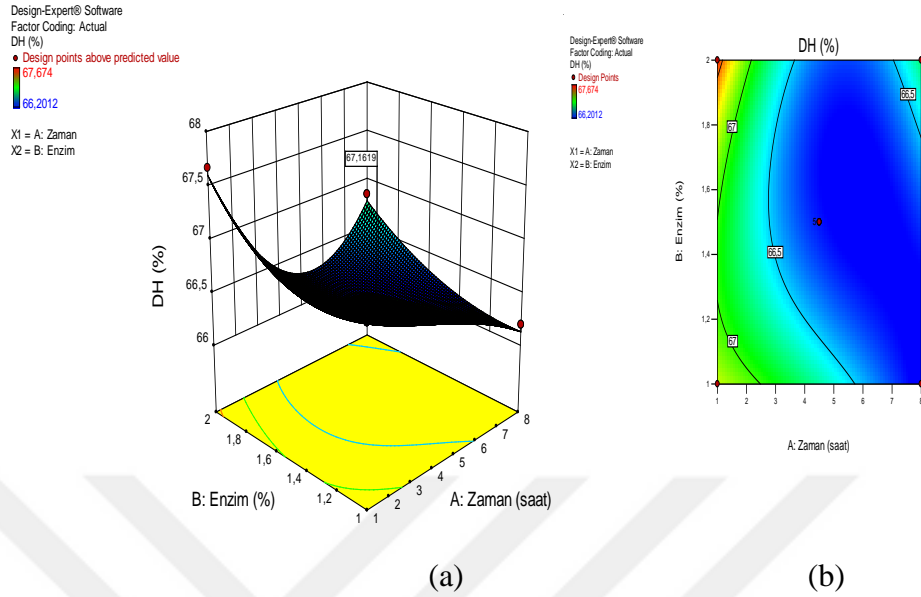 Design-Expert® Software
Factor Coding: Actual
DH (%)
Design points above predicted value
67,674
66,2012
X1 = A: Zaman
X2 = B: Enzim
68
67,5
67
66,5
66
DH (%)
67,1619
2
1,8
1,6
1,4
1,2
1
B: Enzim (%)
1
2
3
4
5
6
7
8
A: Zaman (saat)
(a)
Design-Expert® Software
Factor Coding: Actual
DH (%)
Design Points
67,674
66,2012
X1 = A: Zaman
X2 = B: Enzim
DH (%)
2
1,8
1,6
1,4
1,2
1
B: Enzim (%)
67
66,5
66,5
67
5
1 2 3 4 5 6 7 8
A: Zaman (saat)
(b)